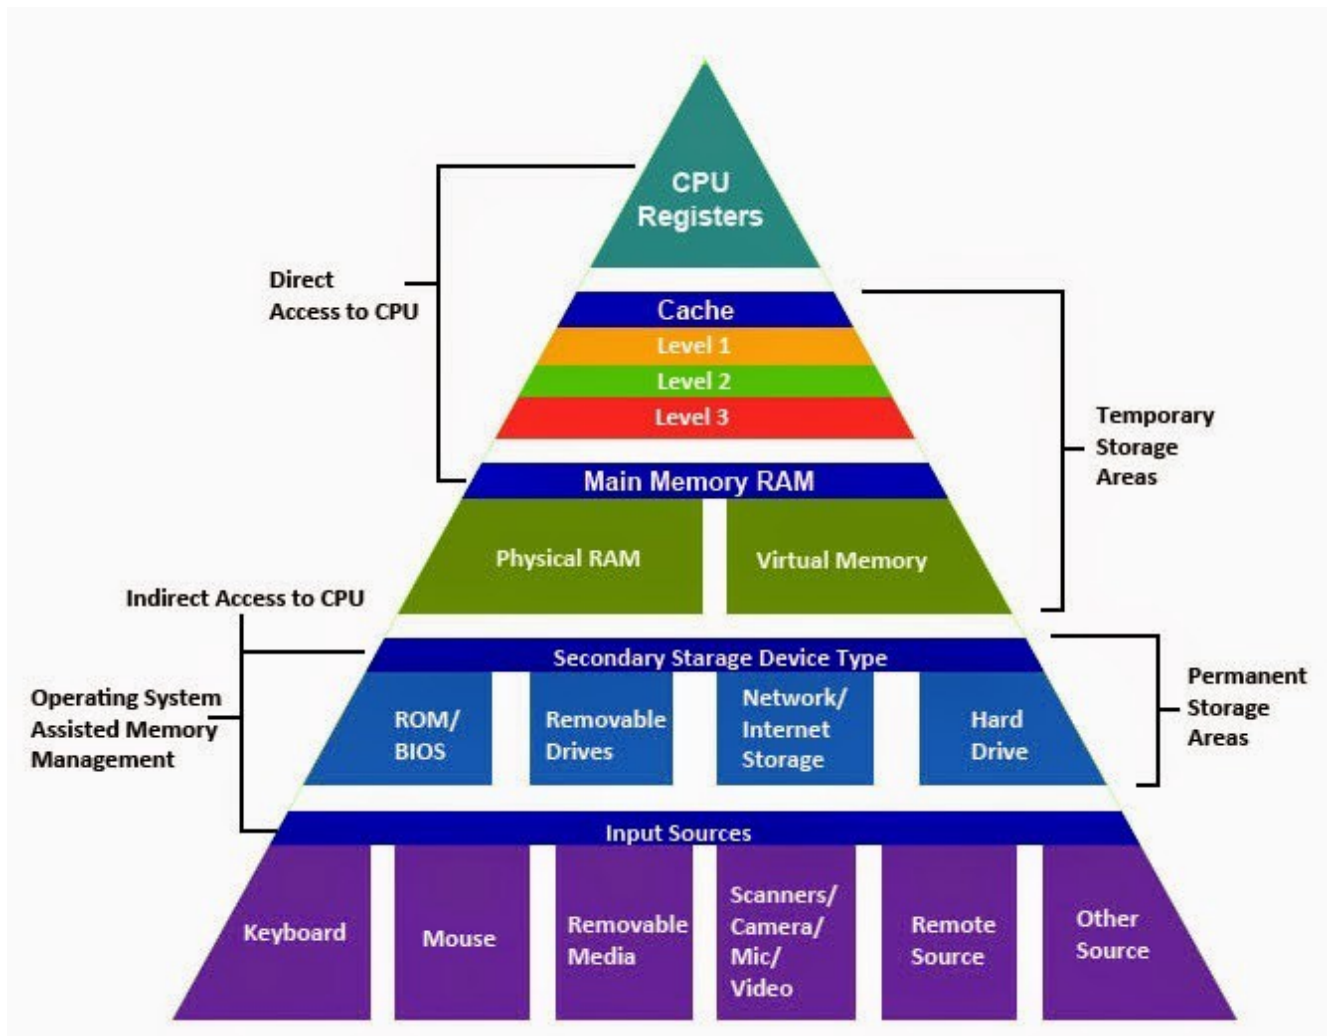 CPU
Registers
Direct
Access to CPU
Cache
Level 1
Level 2
Level 3
Temporary
Storage
Areas
Main Memory RAM
Physical RAM
Virtual Memory
Indirect Access to CPU
Operating System
Assisted Memory
Management
Secondary Starage Device Type
ROM/
BIOS
Removable
Drives
Network/
Internet
Storage
Hard
Drive
Permanent
Storage
Areas
Input Sources
Keyboard
Mouse
Removable
Media
Scanners/
Camera/
Mic/
Video
Remote
Source
Other
Source